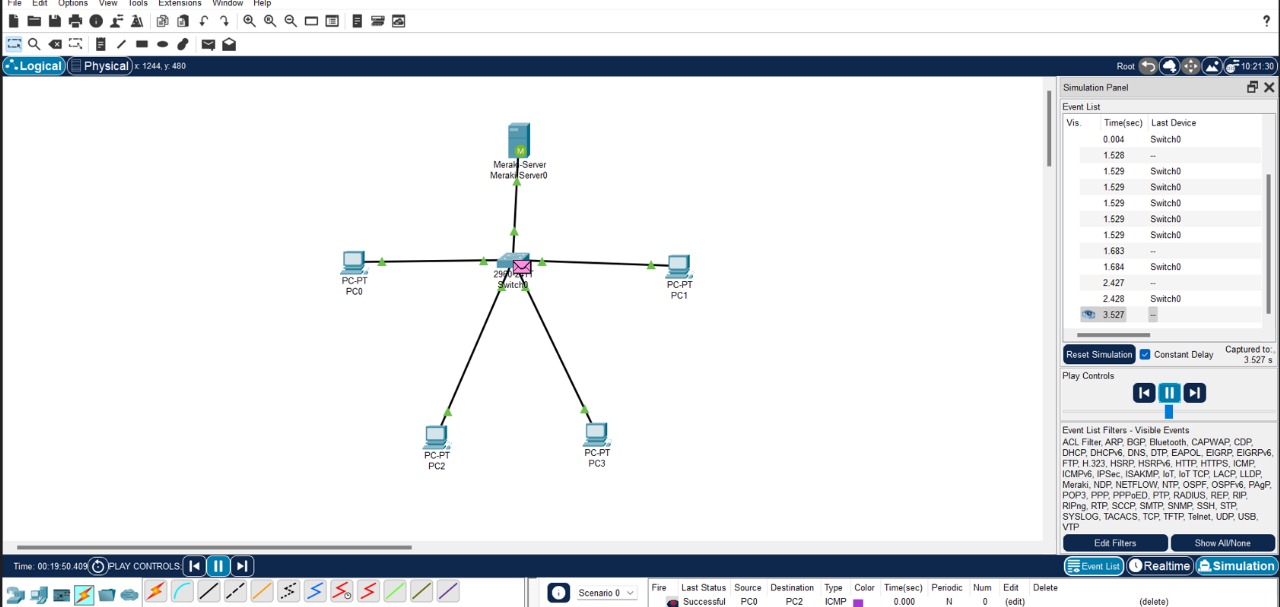 File Edit Options View Tools Extensions Window Help
?
Logical Physical x: 1244, y: 480 Root 10:21:30
Simulation Panel
Event List
Vis. Time(sec) Last Device
0.004 Switch0
1.528 --
1.529 Switch0
1.529 Switch0
1.529 Switch0
1.529 Switch0
1.529 Switch0
1.683 --
1.684 Switch0
2.427 --
2.428 Switch0
3.527 --
Reset Simulation Constant Delay Captured to:
3.527 s
Play Controls
Event List Filters - Visible Events
ACL Filter, ARP, BGP, Bluetooth, CAPWAP, CDP,
DHCP, DHCPv6, DNS, DTP, EAPOL, EIGRP, EIGRPv6,
FTP, H.323, HSRP, HSRPv6, HTTP, HTTPS, ICMP,
ICMPv6, IPSec, ISAKMP, IoT, IoT TCP, LACP, LLDP,
Meraki, NDP, NETFLOW, NTP, OSPF, OSPFv6, PAgP,
POP3, PPP, PPPoED, PTP, RADIUS, REP, RIP,
RIPng, RTP, SCCP, SMTP, SNMP, SSH, STP,
SYSLOG, TACACS, TCP, TFTP, Telnet, UDP, USB,
VTP
Edit Filters Show All/None
M
Meraki-Server
Meraki-Server0
PC-PT
PC0
Switch0
PC-PT
PC1
PC-PT
PC2
PC-PT
PC3
Time: 00:19:50.409 PLAY CONTROLS: Event List Realtime Simulation
Scenario 0 Fire Last Status Source Destination Type Color Time(sec) Periodic Num Edit Delete
Successful PC0 PC2 ICMP 0.000 N 0 (edit) (delete)